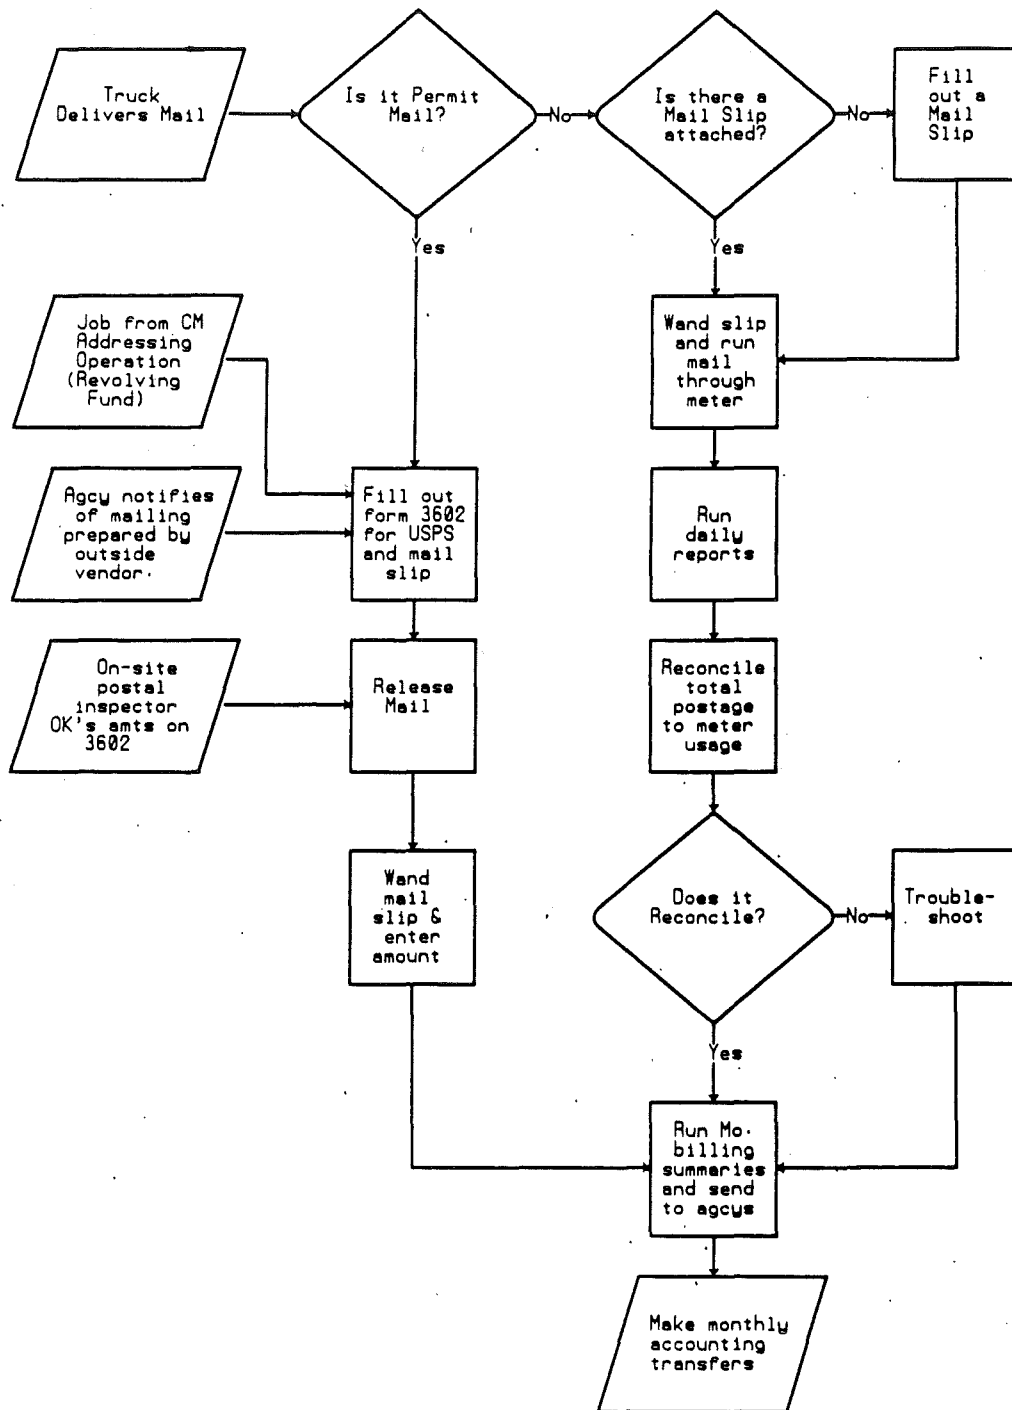 Truck
Delivers Mail
Is it Permit
Mail?
No
Is there a
Mail Slip
attached?
No
Fill
out a
Mail
Slip
Yes
Yes
Job from CM
Addressing
Operation
(Revolving
Fund)
Wand slip
and run
mail
through
meter
Agcy notifies
of mailing
prepared by
outside
vendor.
Fill out
form 3602
for USPS
and mail
slip
Run
daily
reports
On-site
postal
inspector
OK's amts on
3602
Release
Mail
Reconcile
total
postage
to meter
usage
Wand
mail
slip &
enter
amount
Does it
Reconcile?
No
Trouble-
shoot
Yes
Run Mo.
billing
summaries
and send
to agcys
Make monthly
accounting
transfers